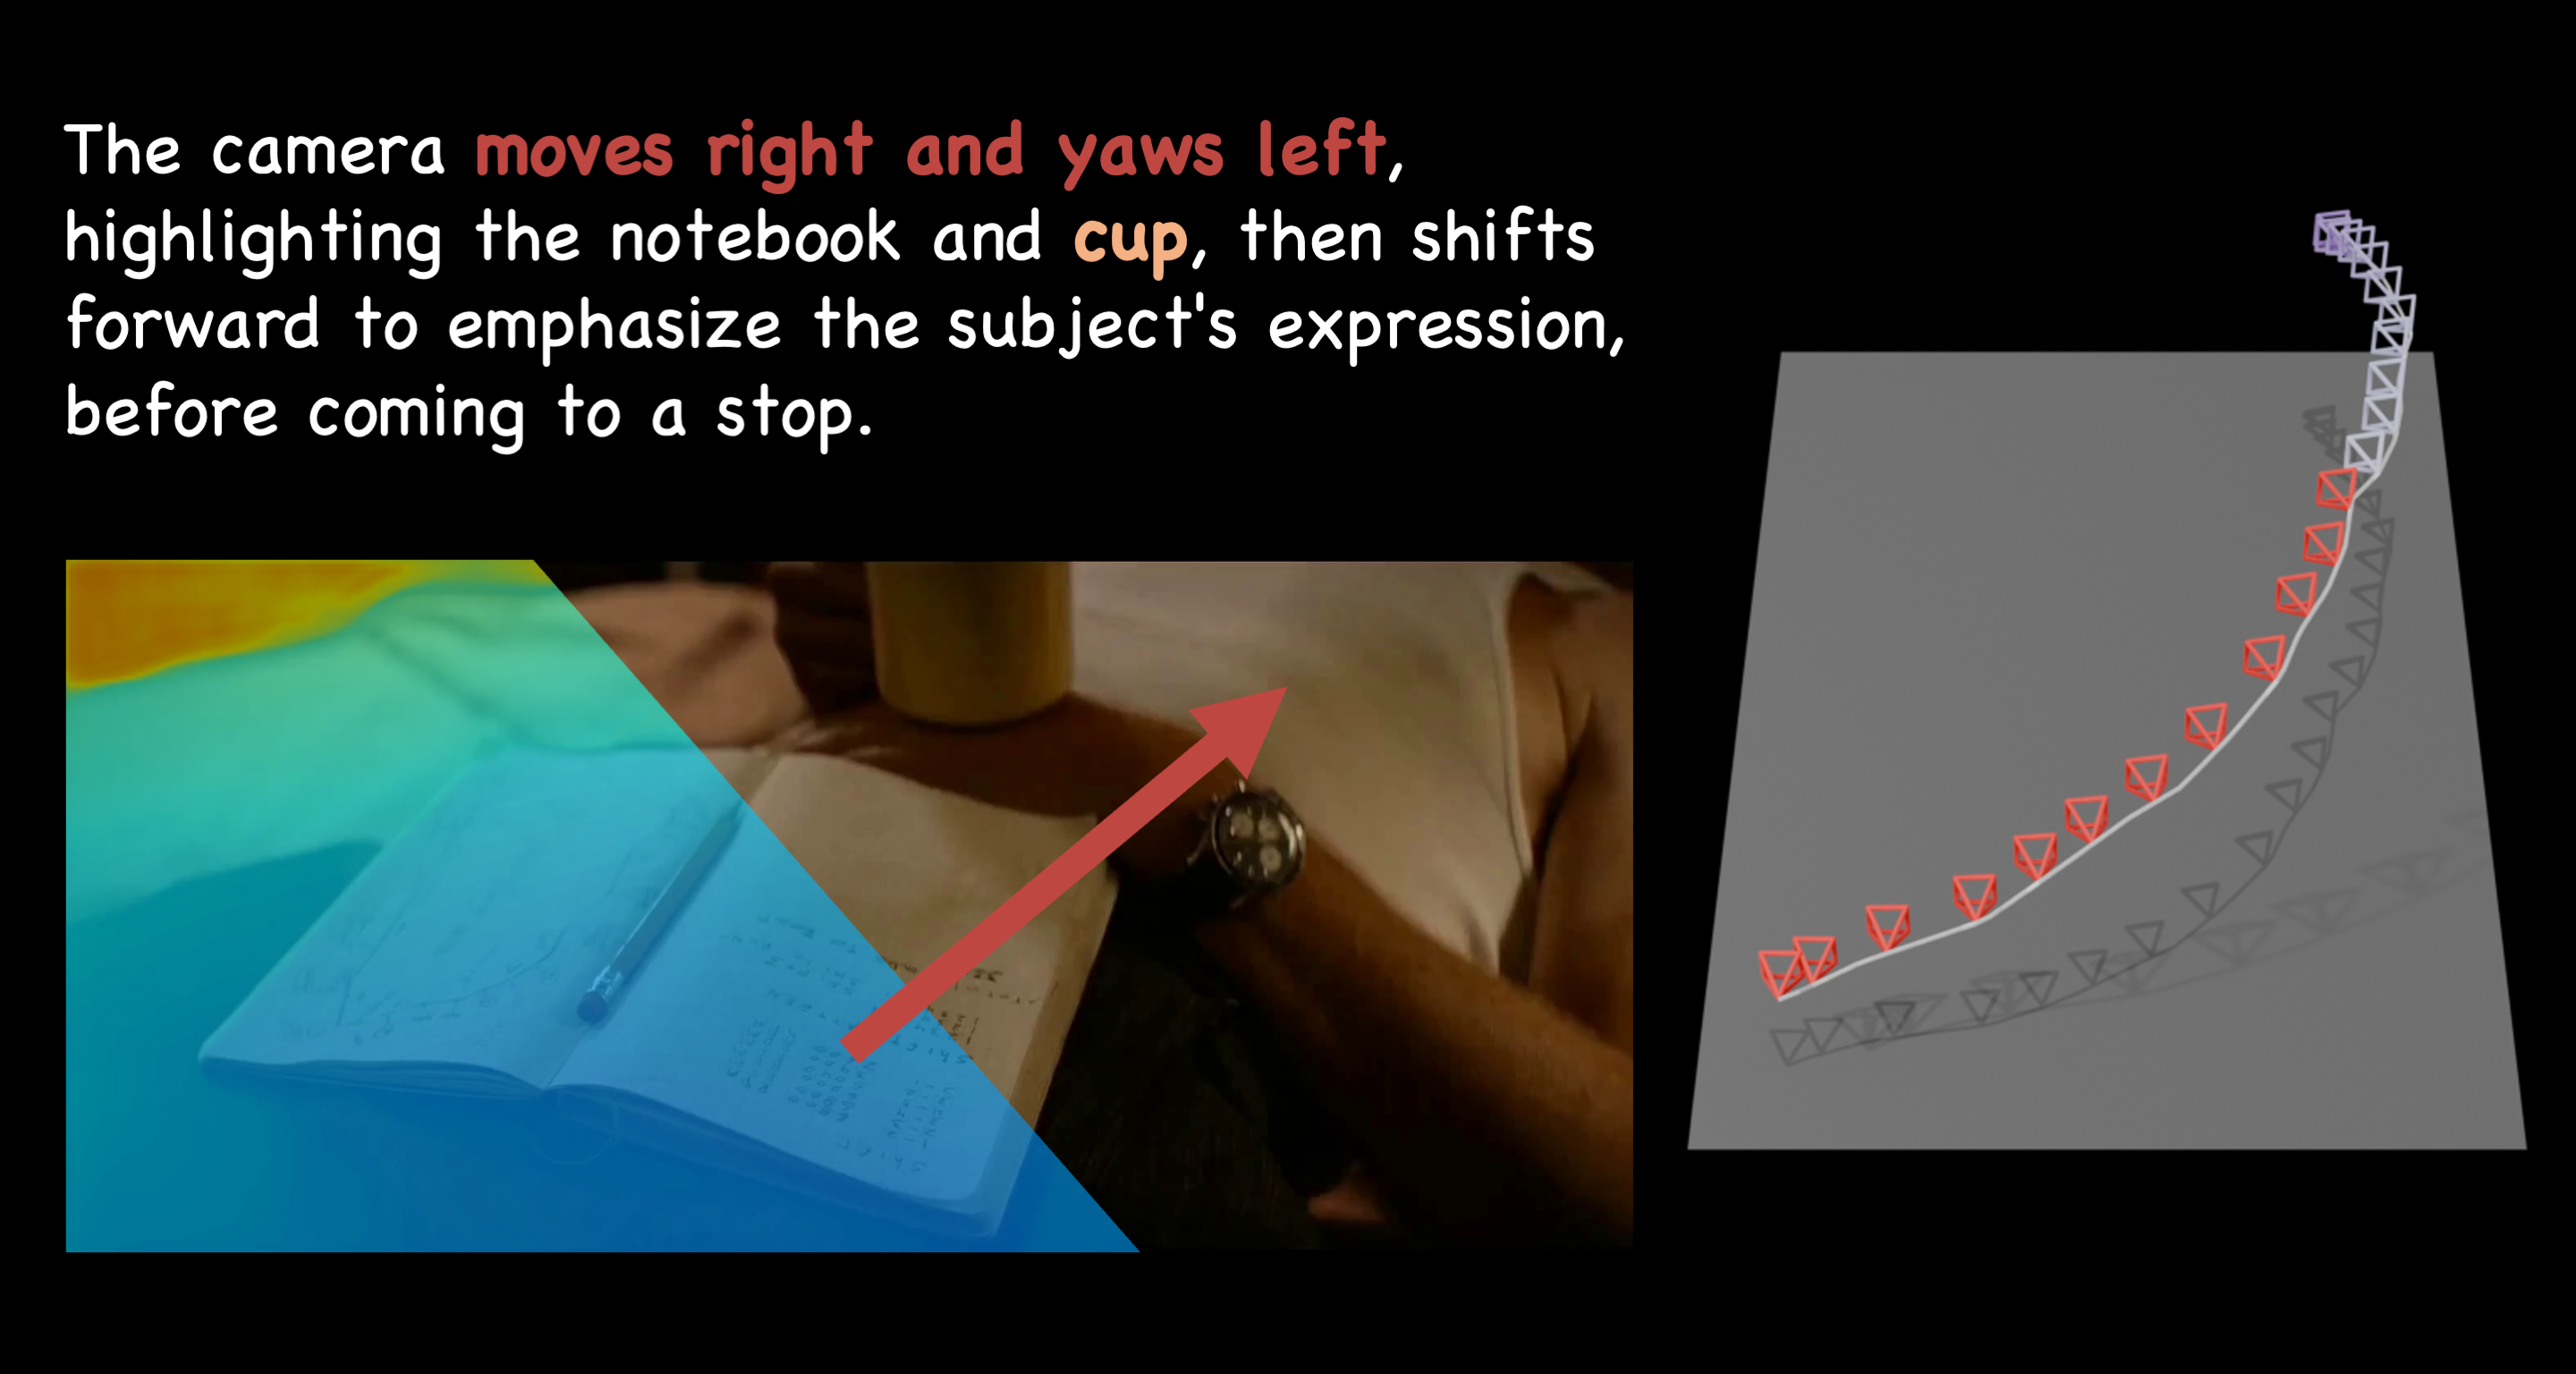 The camera moves right and yaws left,
highlighting the notebook and cup, then shifts
forward to emphasize the subject's expression,
before coming to a stop.